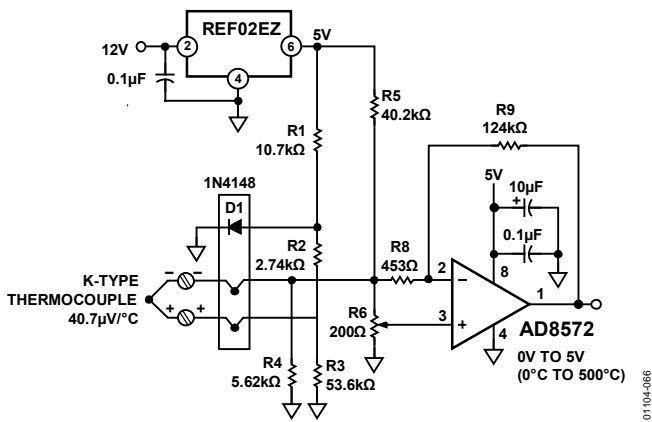 REF02EZ
12V
2
6
5V
4
0.1µF
R5
40.2kΩ
R9
124kΩ
R1
10.7kΩ
1N4148
D1
5V
10µF
+
0.1µF
R2
2.74kΩ
R8
453Ω
8
K-TYPE
THERMOCOUPLE
40.7µV/°C
– –
+ +
2
–
3
+
1
R6
200Ω
4
AD8572
0V TO 5V
(0°C TO 500°C)
R4
5.62kΩ
R3
53.6kΩ
01104-066